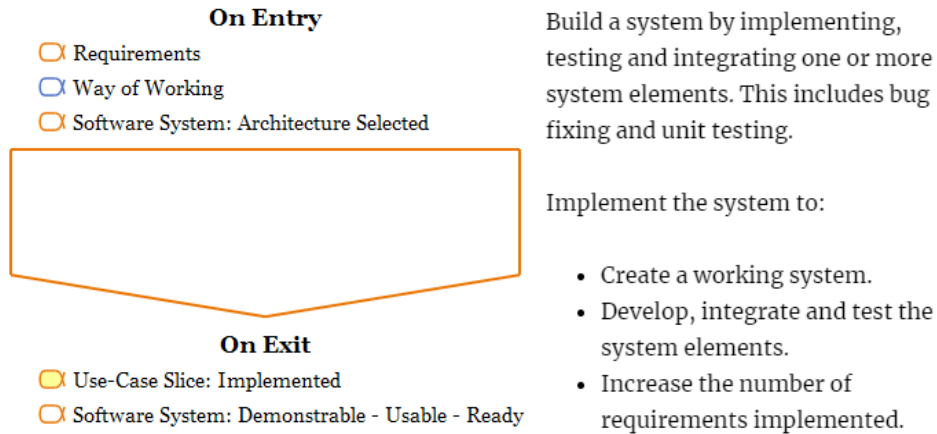 On Entry
Requirements
Way of Working
Software System: Architecture Selected
On Exit
Use-Case Slice: Implemented
Software System: Demonstrable - Usable - Ready
Build a system by implementing,
testing and integrating one or more
system elements. This includes bug
fixing and unit testing.
Implement the system to:
• Create a working system.
• Develop, integrate and test the
system elements.
• Increase the number of
requirements implemented.